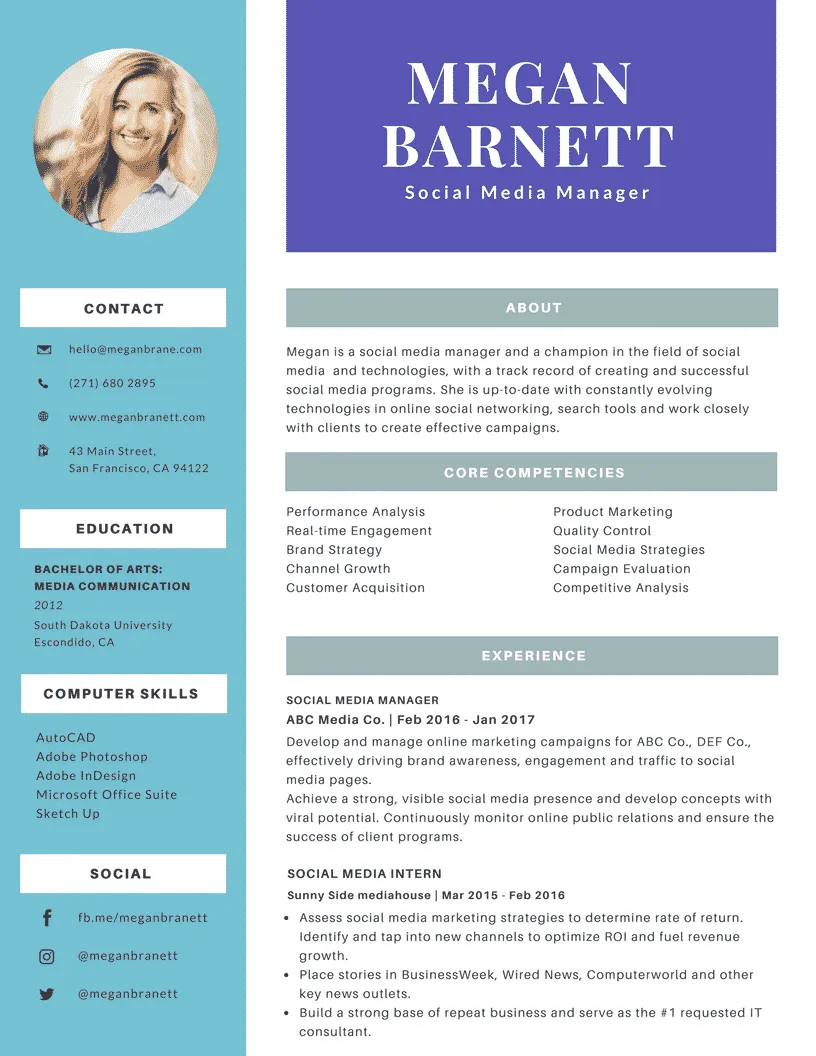 MEGAN
BARNETT
Social Media Manager
CONTACT
hello@meganbrane.com
(271) 680 2895
www.meganbranett.com
43 Main Street,
San Francisco, CA 94122
EDUCATION
BACHELOR OF ARTS:
MEDIA COMMUNICATION
2012
South Dakota University
Escondido, CA
COMPUTER SKILLS
AutoCAD
Adobe Photoshop
Adobe InDesign
Microsoft Office Suite
Sketch Up
SOCIAL
fb.me/meganbranett
@meganbranett
@meganbranett
ABOUT
Megan is a social media manager and a champion in the field of social
media and technologies, with a track record of creating and successful
social media programs. She is up-to-date with constantly evolving
technologies in online social networking, search tools and work closely
with clients to create effective campaigns.
CORE COMPETENCIES
Performance Analysis
Real-time Engagement
Brand Strategy
Channel Growth
Customer Acquisition
Product Marketing
Quality Control
Social Media Strategies
Campaign Evaluation
Competitive Analysis
EXPERIENCE
SOCIAL MEDIA MANAGER
ABC Media Co. | Feb 2016 - Jan 2017
Develop and manage online marketing campaigns for ABC Co., DEF Co.,
effectively driving brand awareness, engagement and traffic to social
media pages.
Achieve a strong, visible social media presence and develop concepts with
viral potential. Continuously monitor online public relations and ensure the
success of client programs.
SOCIAL MEDIA INTERN
Sunny Side mediahouse | Mar 2015 - Feb 2016
• Assess social media marketing strategies to determine rate of return.
Identify and tap into new channels to optimize ROI and fuel revenue
growth.
• Place stories in BusinessWeek, Wired News, Computerworld and other
key news outlets.
• Build a strong base of repeat business and serve as the #1 requested IT
consultant.